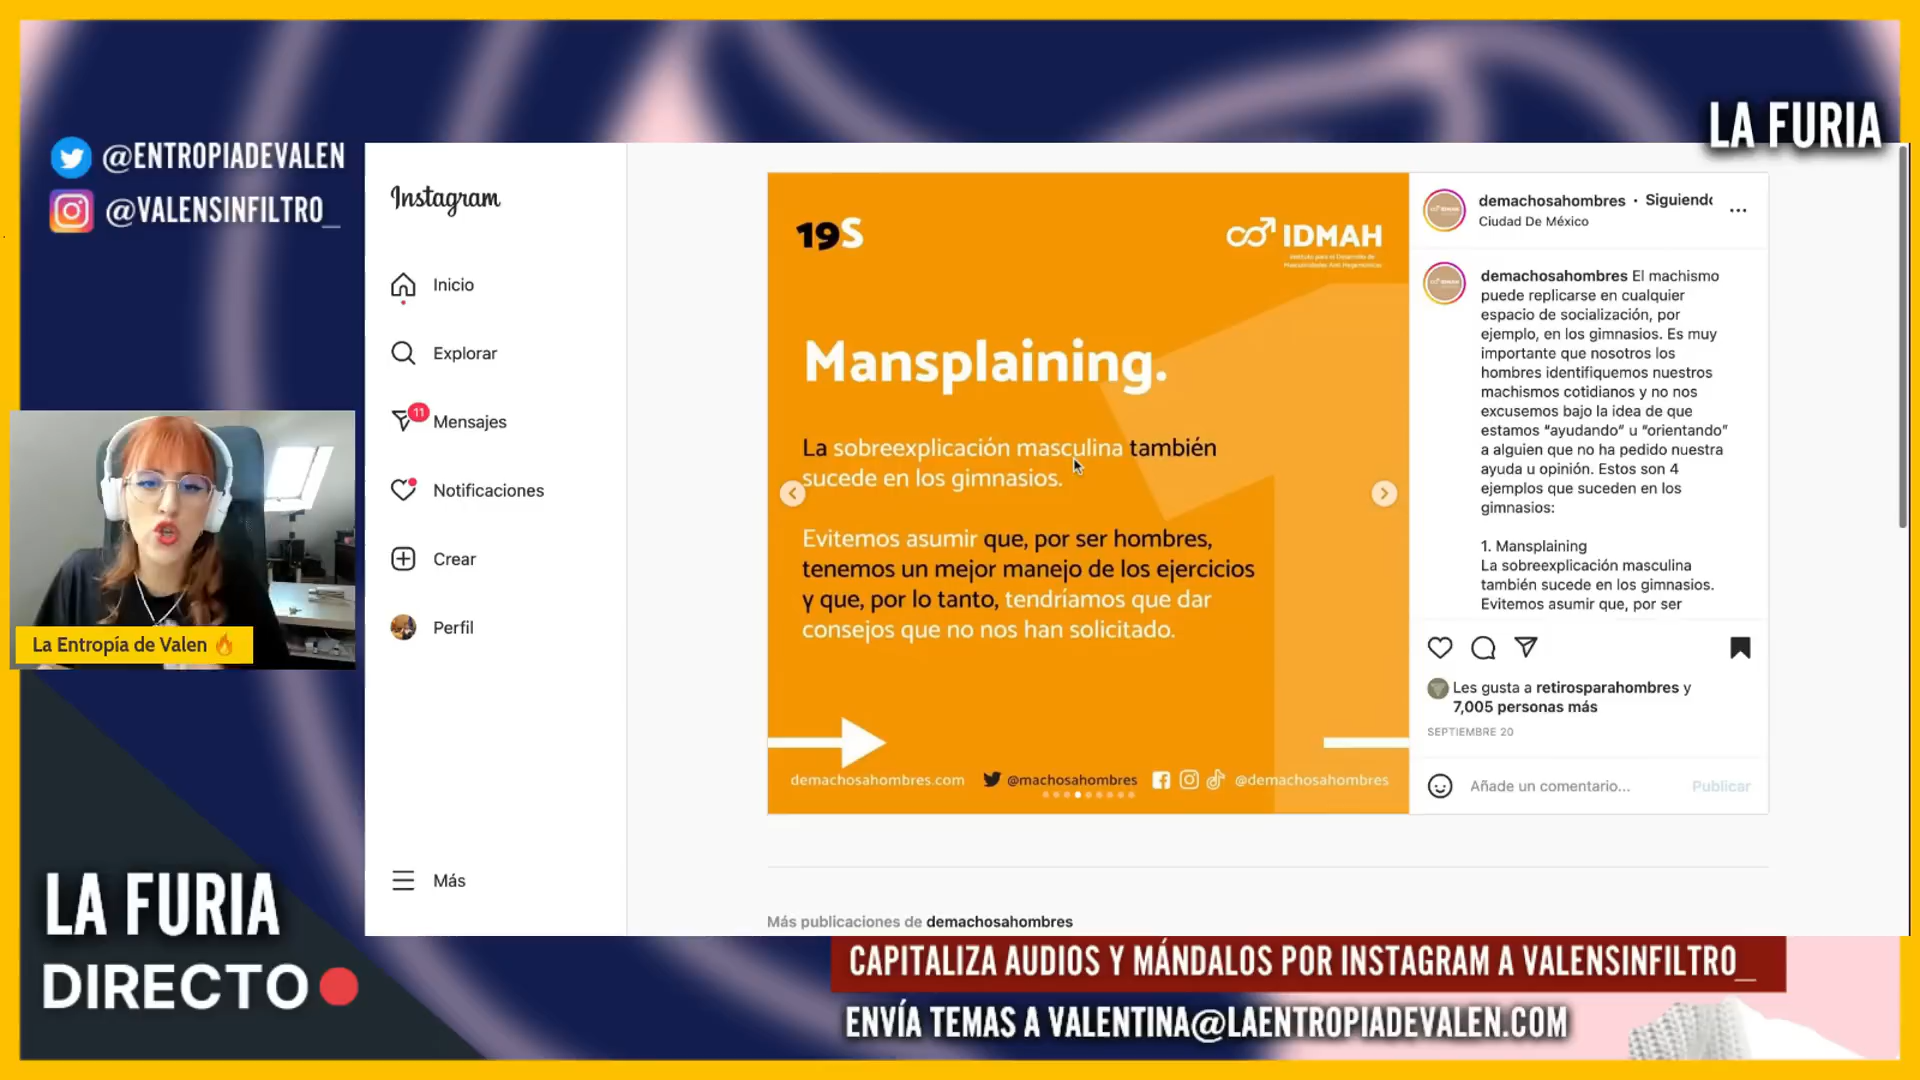 LA FURIA
@ENTROPIADEVALEN
@VALENSINFILTRO_
La Entropía de Valen
LA FURIA
DIRECTO
Instagram
Inicio
Explorar
11
Mensajes
Notificaciones
Crear
Perfil
Más
19S
IDMAH
Instituto para el Desarrollo de
Masculinidades Anti Hegemónicas
Mansplaining.
La sobreexplicación masculina también
sucede en los gimnasios.
Evitemos asumir que, por ser hombres,
tenemos un mejor manejo de los ejercicios
y que, por lo tanto, tendríamos que dar
consejos que no nos han solicitado.
demachosahombres.com
@machosahombres
@demachosahombres
demachosahombres · Siguiendo
Ciudad De México
demachosahombres El machismo
puede replicarse en cualquier
espacio de socialización, por
ejemplo, en los gimnasios. Es muy
importante que nosotros los
hombres identifiquemos nuestros
machismos cotidianos y no nos
excusemos bajo la idea de que
estamos “ayudando” u “orientando”
a alguien que no ha pedido nuestra
ayuda u opinión. Estos son 4
ejemplos que suceden en los
gimnasios:
1. Mansplaining
La sobreexplicación masculina
también sucede en los gimnasios.
Evitemos asumir que, por ser
Les gusta a retirosparahombres y
7,005 personas más
SEPTIEMBRE 20
Añade un comentario...
Publicar
Más publicaciones de demachosahombres
CAPITALIZA AUDIOS Y MÁNDALOS POR INSTAGRAM A VALENSINFILTRO_
ENVÍA TEMAS A VALENTINA@LAENTROPIADEVALEN.COM